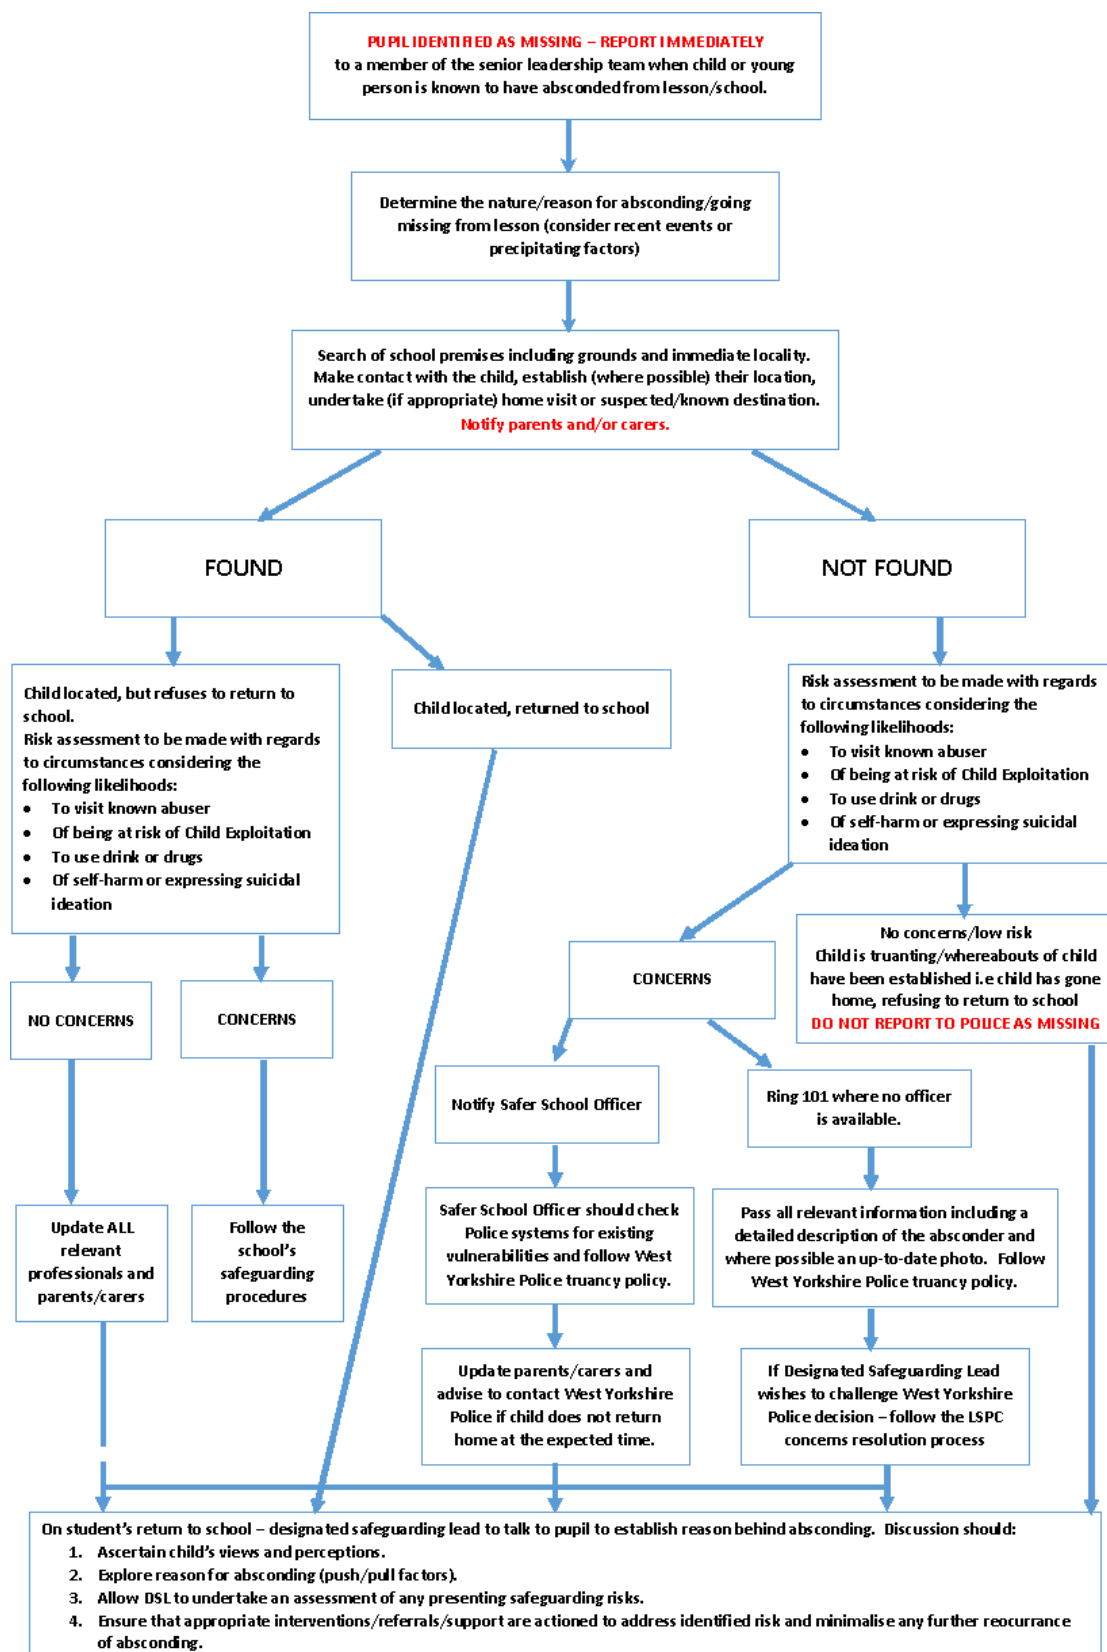 PUPIL IDENTIFIED AS MISSING – REPORT IMMEDIATELY
to a member of the senior leadership team when child or young
person is known to have absconded from lesson/school.
Determine the nature/reason for absconding/going
missing from lesson (consider recent events or
precipitating factors)
Search of school premises including grounds and immediate locality.
Make contact with the child, establish (where possible) their location,
undertake (if appropriate) home visit or suspected/known destination.
Notify parents and/or carers.
FOUND
NOT FOUND
Child located, but refuses to return to
school.
Risk assessment to be made with regards
to circumstances considering the
following likelihoods:
• To visit known abuser
• Of being at risk of Child Exploitation
• To use drink or drugs
• Of self-harm or expressing suicidal
ideation
Child located, returned to school
Risk assessment to be made with regards
to circumstances considering the
following likelihoods:
• To visit known abuser
• Of being at risk of Child Exploitation
• To use drink or drugs
• Of self-harm or expressing suicidal
ideation
NO CONCERNS
CONCERNS
CONCERNS
No concerns/low risk
Child is truanting/whereabouts of child
have been established i.e child has gone
home, refusing to return to school
DO NOT REPORT TO POLICE AS MISSING
Notify Safer School Officer
Ring 101 where no officer
is available.
Update ALL
relevant
professionals and
parents/carers
Follow the
school's
safeguarding
procedures
Safer School Officer should check
Police systems for existing
vulnerabilities and follow West
Yorkshire Police truancy policy.
Pass all relevant information including a
detailed description of the absconder and
where possible an up-to-date photo. Follow
West Yorkshire Police truancy policy.
Update parents/carers and
advise to contact West Yorkshire
Police if child does not return
home at the expected time.
If Designated Safeguarding Lead
wishes to challenge West Yorkshire
Police decision – follow the LSPC
concerns resolution process
On student's return to school – designated safeguarding lead to talk to pupil to establish reason behind absconding. Discussion should:
1. Ascertain child's views and perceptions.
2. Explore reason for absconding (push/pull factors).
3. Allow DSL to undertake an assessment of any presenting safeguarding risks.
4. Ensure that appropriate interventions/referrals/support are actioned to address identified risk and minimalise any further reocurrance
of absconding.